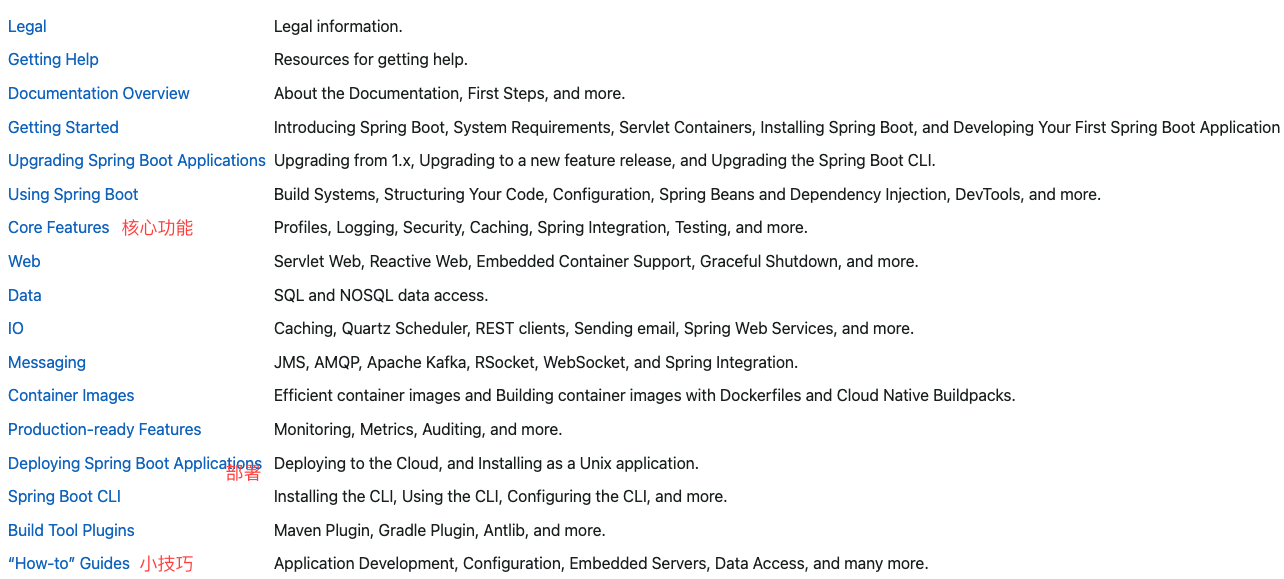 Legal Legal information.
Getting Help Resources for getting help.
Documentation Overview About the Documentation, First Steps, and more.
Getting Started Introducing Spring Boot, System Requirements, Servlet Containers, Installing Spring Boot, and Developing Your First Spring Boot Application
Upgrading Spring Boot Applications Upgrading from 1.x, Upgrading to a new feature release, and Upgrading the Spring Boot CLI.
Using Spring Boot Build Systems, Structuring Your Code, Configuration, Spring Beans and Dependency Injection, DevTools, and more.
Core Features 核心功能 Profiles, Logging, Security, Caching, Spring Integration, Testing, and more.
Web Servlet Web, Reactive Web, Embedded Container Support, Graceful Shutdown, and more.
Data SQL and NOSQL data access.
IO Caching, Quartz Scheduler, REST clients, Sending email, Spring Web Services, and more.
Messaging JMS, AMQP, Apache Kafka, RSocket, WebSocket, and Spring Integration.
Container Images Efficient container images and Building container images with Dockerfiles and Cloud Native Buildpacks.
Production-ready Features Monitoring, Metrics, Auditing, and more.
Deploying Spring Boot Applications Deploying to the Cloud, and Installing as a Unix application.
部署
Spring Boot CLI Installing the CLI, Using the CLI, Configuring the CLI, and more.
Build Tool Plugins Maven Plugin, Gradle Plugin, Antlib, and more.
“How-to” Guides 小技巧 Application Development, Configuration, Embedded Servers, Data Access, and many more.